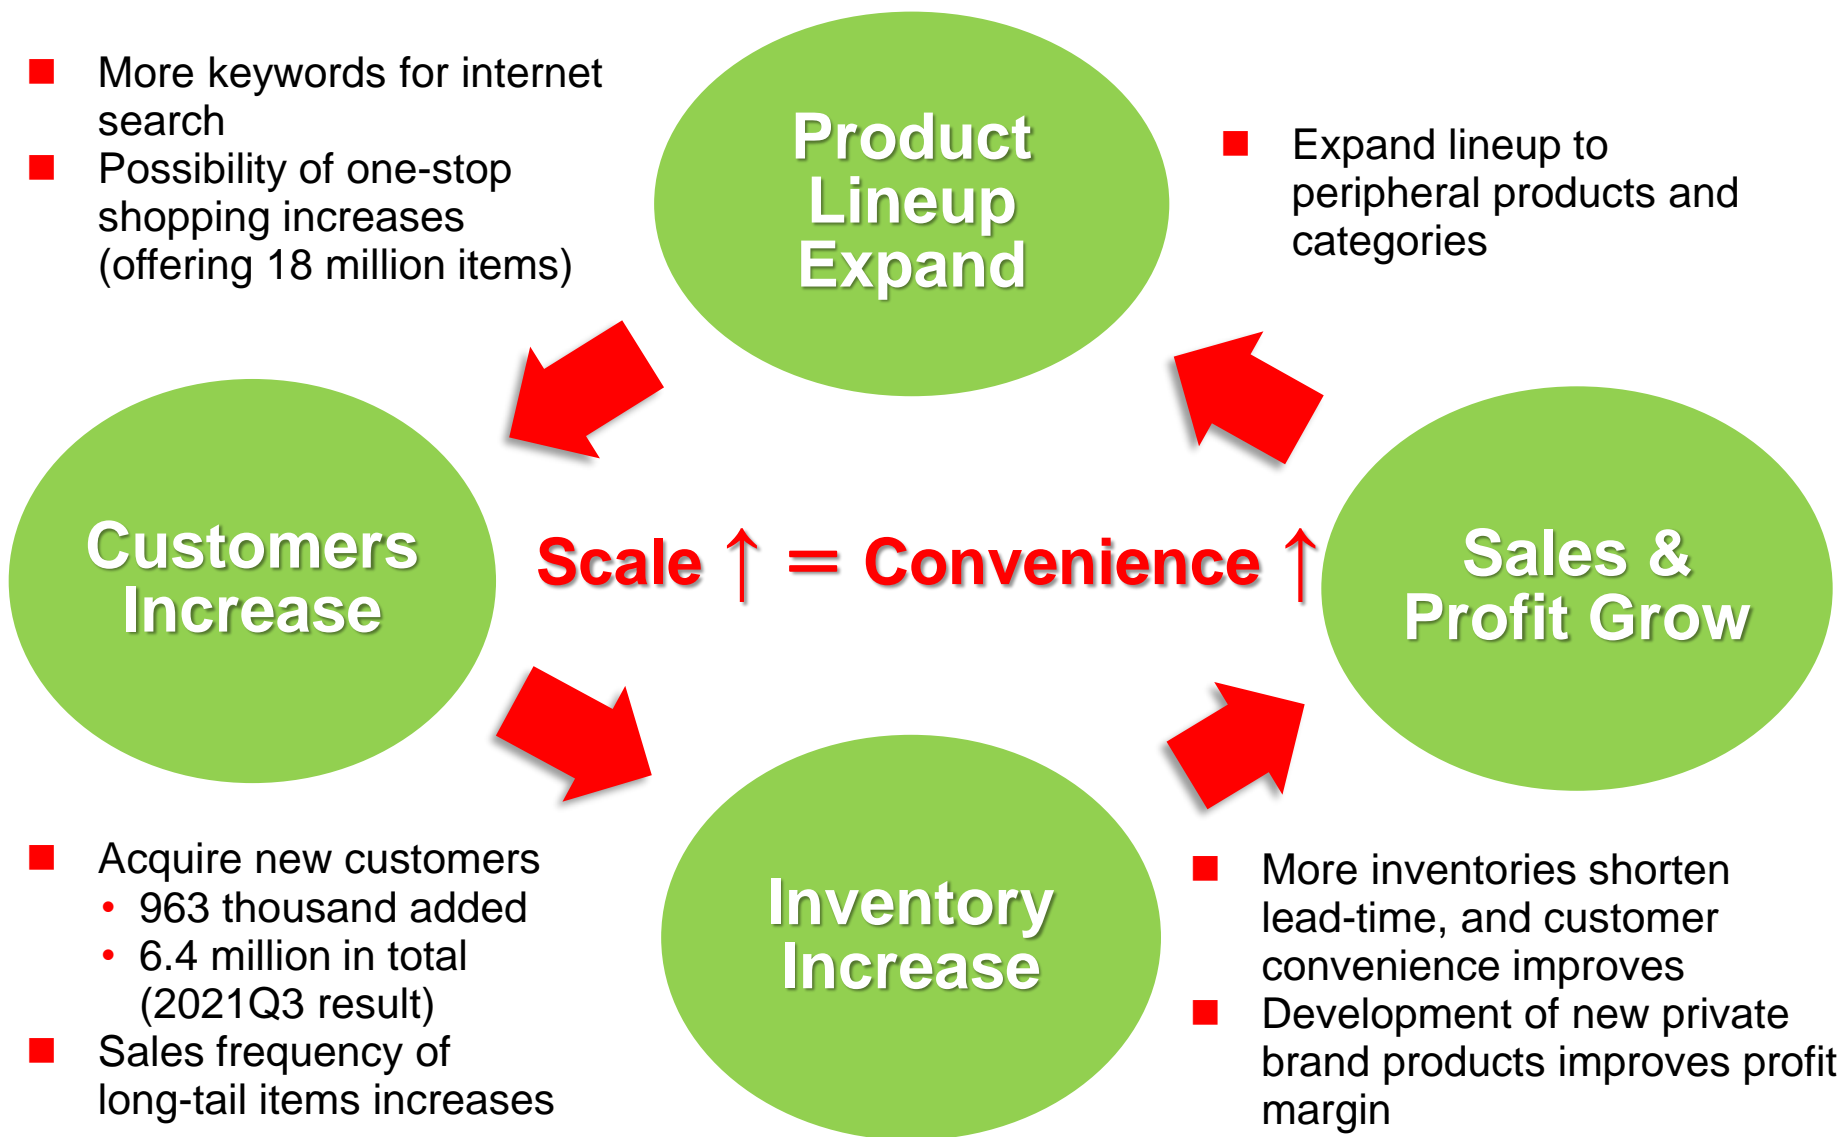 More keywords for internet
search
Possibility of one-stop
shopping increases
(offering 18 million items)
Product
Lineup
Expand
Expand lineup to
peripheral products and
categories
Customers
Increase
Scale ↑ = Convenience ↑
Sales &
Profit Grow
Acquire new customers
• 963 thousand added
• 6.4 million in total
(2021Q3 result)
Sales frequency of
long-tail items increases
Inventory
Increase
More inventories shorten
lead-time, and customer
convenience improves
Development of new private
brand products improves profit
margin